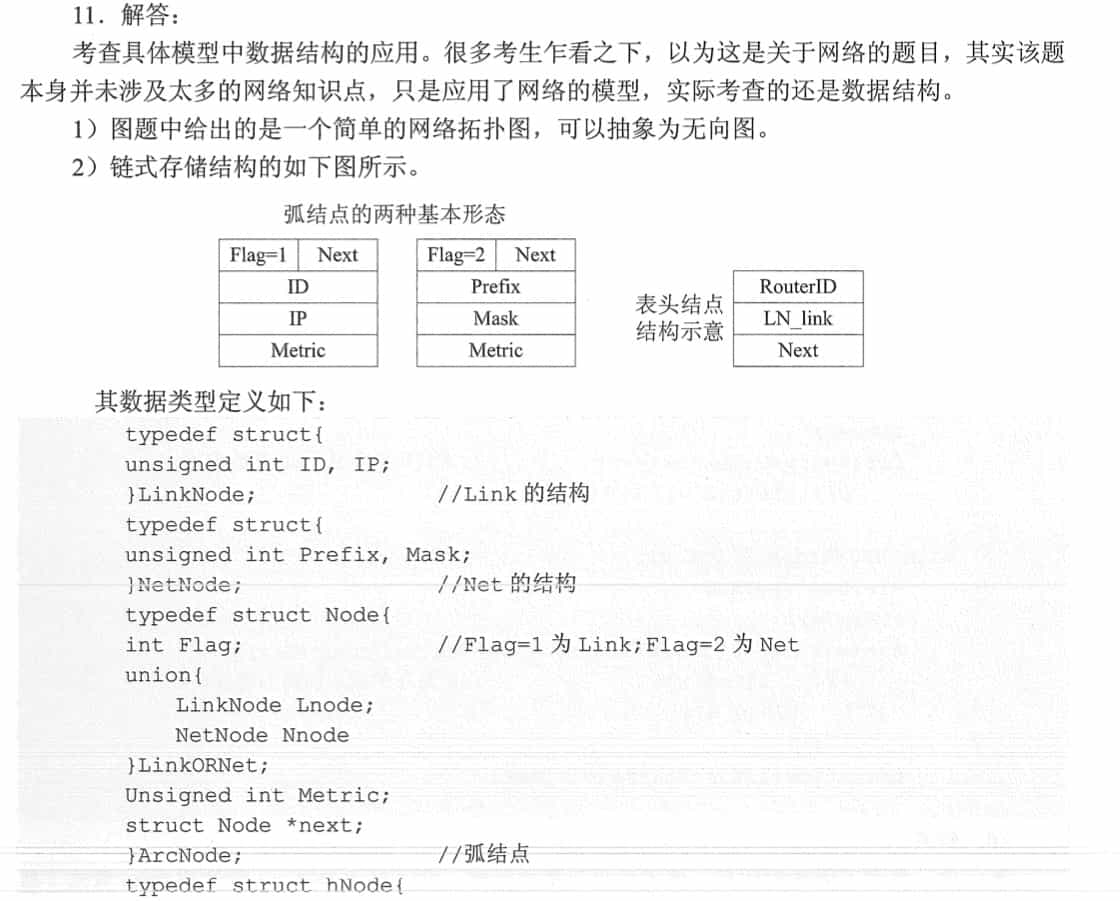 11．解答：
考查具体模型中数据结构的应用。很多考生乍看之下，以为这是关于网络的题目，其实该题
本身并未涉及太多的网络知识点，只是应用了网络的模型，实际考查的还是数据结构。
1）图题中给出的是一个简单的网络拓扑图，可以抽象为无向图。
2）链式存储结构的如下图所示。
弧结点的两种基本形态
Flag=1 Next
ID
IP
Metric
Flag=2 Next
Prefix
Mask
Metric
表头结点
结构示意
RouterID
LN_link
Next
其数据类型定义如下：
typedef struct{
unsigned int ID, IP;
}LinkNode; //Link 的结构
typedef struct{
unsigned int Prefix, Mask;
}NetNode; //Net 的结构
typedef struct Node{
int Flag; //Flag=1 为 Link;Flag=2 为 Net
union{
LinkNode Lnode;
NetNode Nnode
}LinkORNet;
Unsigned int Metric;
struct Node *next;
}ArcNode; //弧结点
typedef struct hNode{